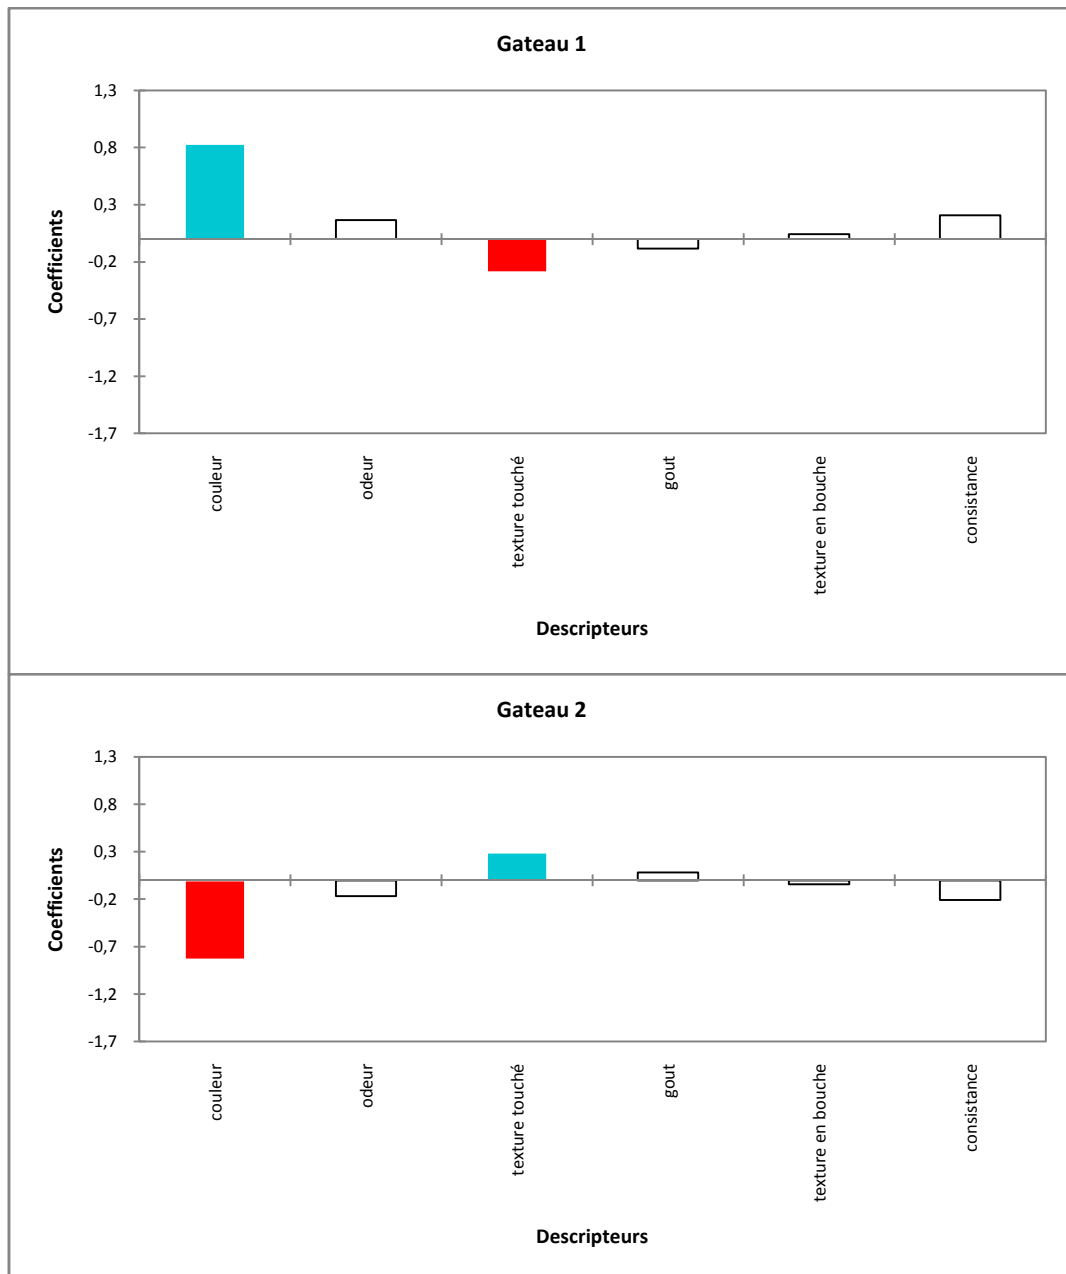 Gateau 1
1,3
0,8
0,3
-0,2
-0,7
-1,2
-1,7
Coefficients
couleur
odeur
texture touché
gout
texture en bouche
consistance
Descripteurs
Gateau 2
1,3
0,8
0,3
-0,2
-0,7
-1,2
-1,7
Coefficients
couleur
odeur
texture touché
gout
texture en bouche
consistance
Descripteurs